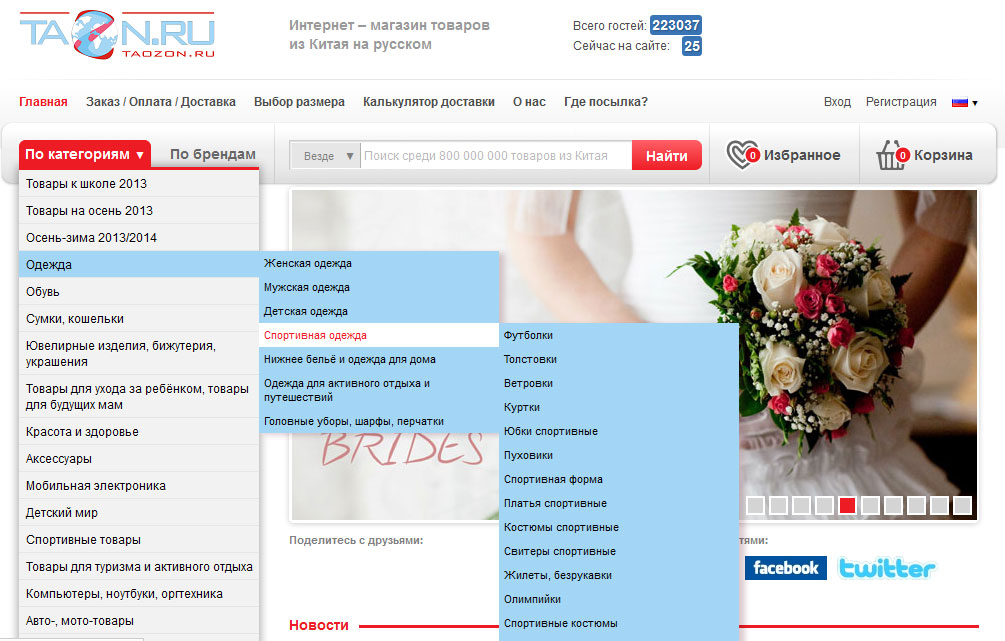 TAOZON.RU
TAOZON.RU
Интернет – магазин товаров
из Китая на русском
Всего гостей: 223037
Сейчас на сайте: 25
Главная Заказ / Оплата / Доставка Выбор размера Калькулятор доставки О нас Где посылка? Вход Регистрация
По категориям По брендам Везде Поиск среди 800 000 000 товаров из Китая Найти 0 Избранное 0 Корзина
Товары к школе 2013
Товары на осень 2013
Осень-зима 2013/2014
Одежда
Обувь
Сумки, кошельки
Ювелирные изделия, бижутерия,
украшения
Товары для ухода за ребёнком, товары
для будущих мам
Красота и здоровье
Аксессуары
Мобильная электроника
Детский мир
Спортивные товары
Товары для туризма и активного отдыха
Компьютеры, ноутбуки, оргтехника
Авто-, мото-товары
Женская одежда
Мужская одежда
Детская одежда
Спортивная одежда
Нижнее бельё и одежда для дома
Одежда для активного отдыха и
путешествий
Головные уборы, шарфы, перчатки
Футболки
Толстовки
Ветровки
Куртки
Юбки спортивные
Пуховики
Спортивная форма
Платья спортивные
Костюмы спортивные
Свитеры спортивные
Жилеты, безрукавки
Олимпийки
Спортивные костюмы
BRIDES
Поделитесь с друзьями:
facebook twitter
Новости